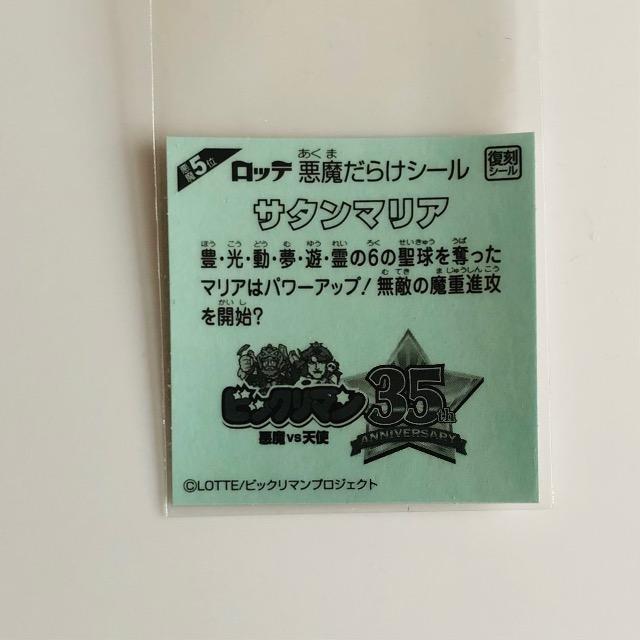 悪魔5位
ロッテ 悪魔だらけシール
あくま
復刻シール
サタンマリア
ほう こう どう む ゆう れい ろく せいきゅう うば
豊・光・動・夢・遊・霊の6の聖球を奪った
むてき ま じゅうしんこう
マリアはパワーアップ!無敵の魔重進攻
かいし
を開始?
ビックリマン
悪魔vs天使
35th
ANNIVERSARY
©LOTTE/ビックリマンプロジェクト